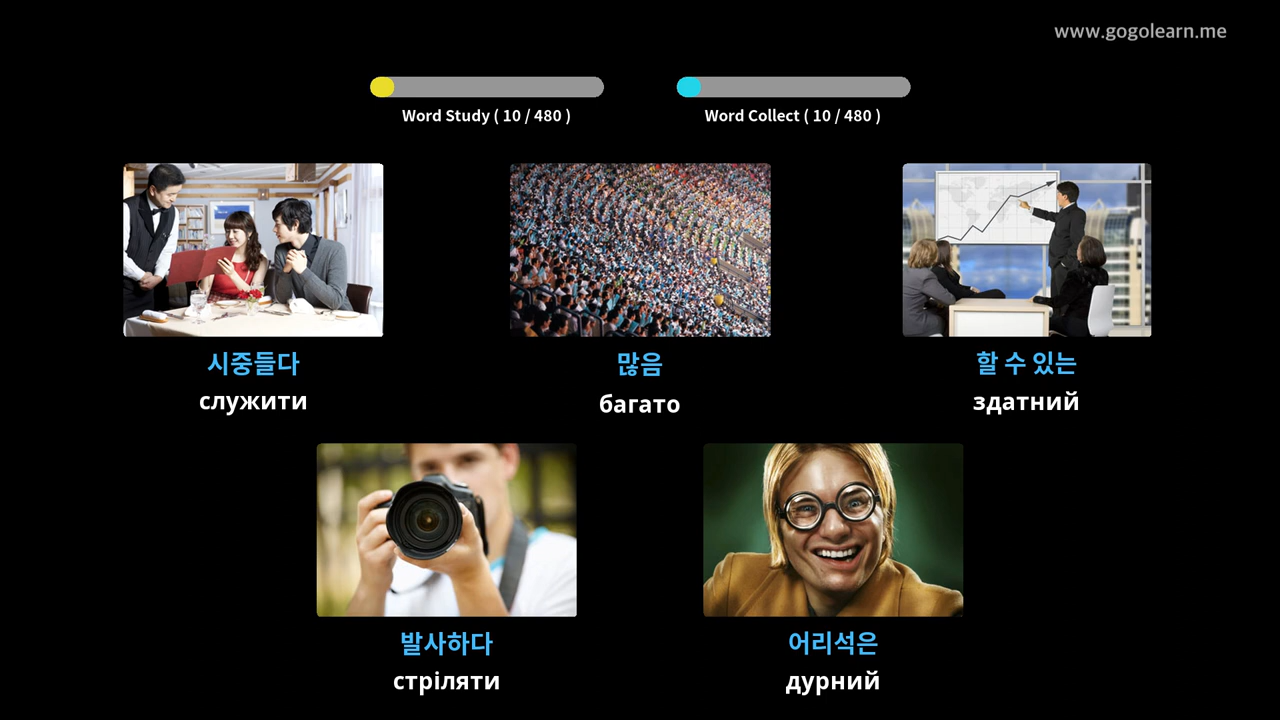 www.gogolearn.me
Word Study ( 10 / 480 )
Word Collect ( 10 / 480 )
시중들다
служити
많음
багато
할 수 있는
здатний
발사하다
стріляти
어리석은
дурний